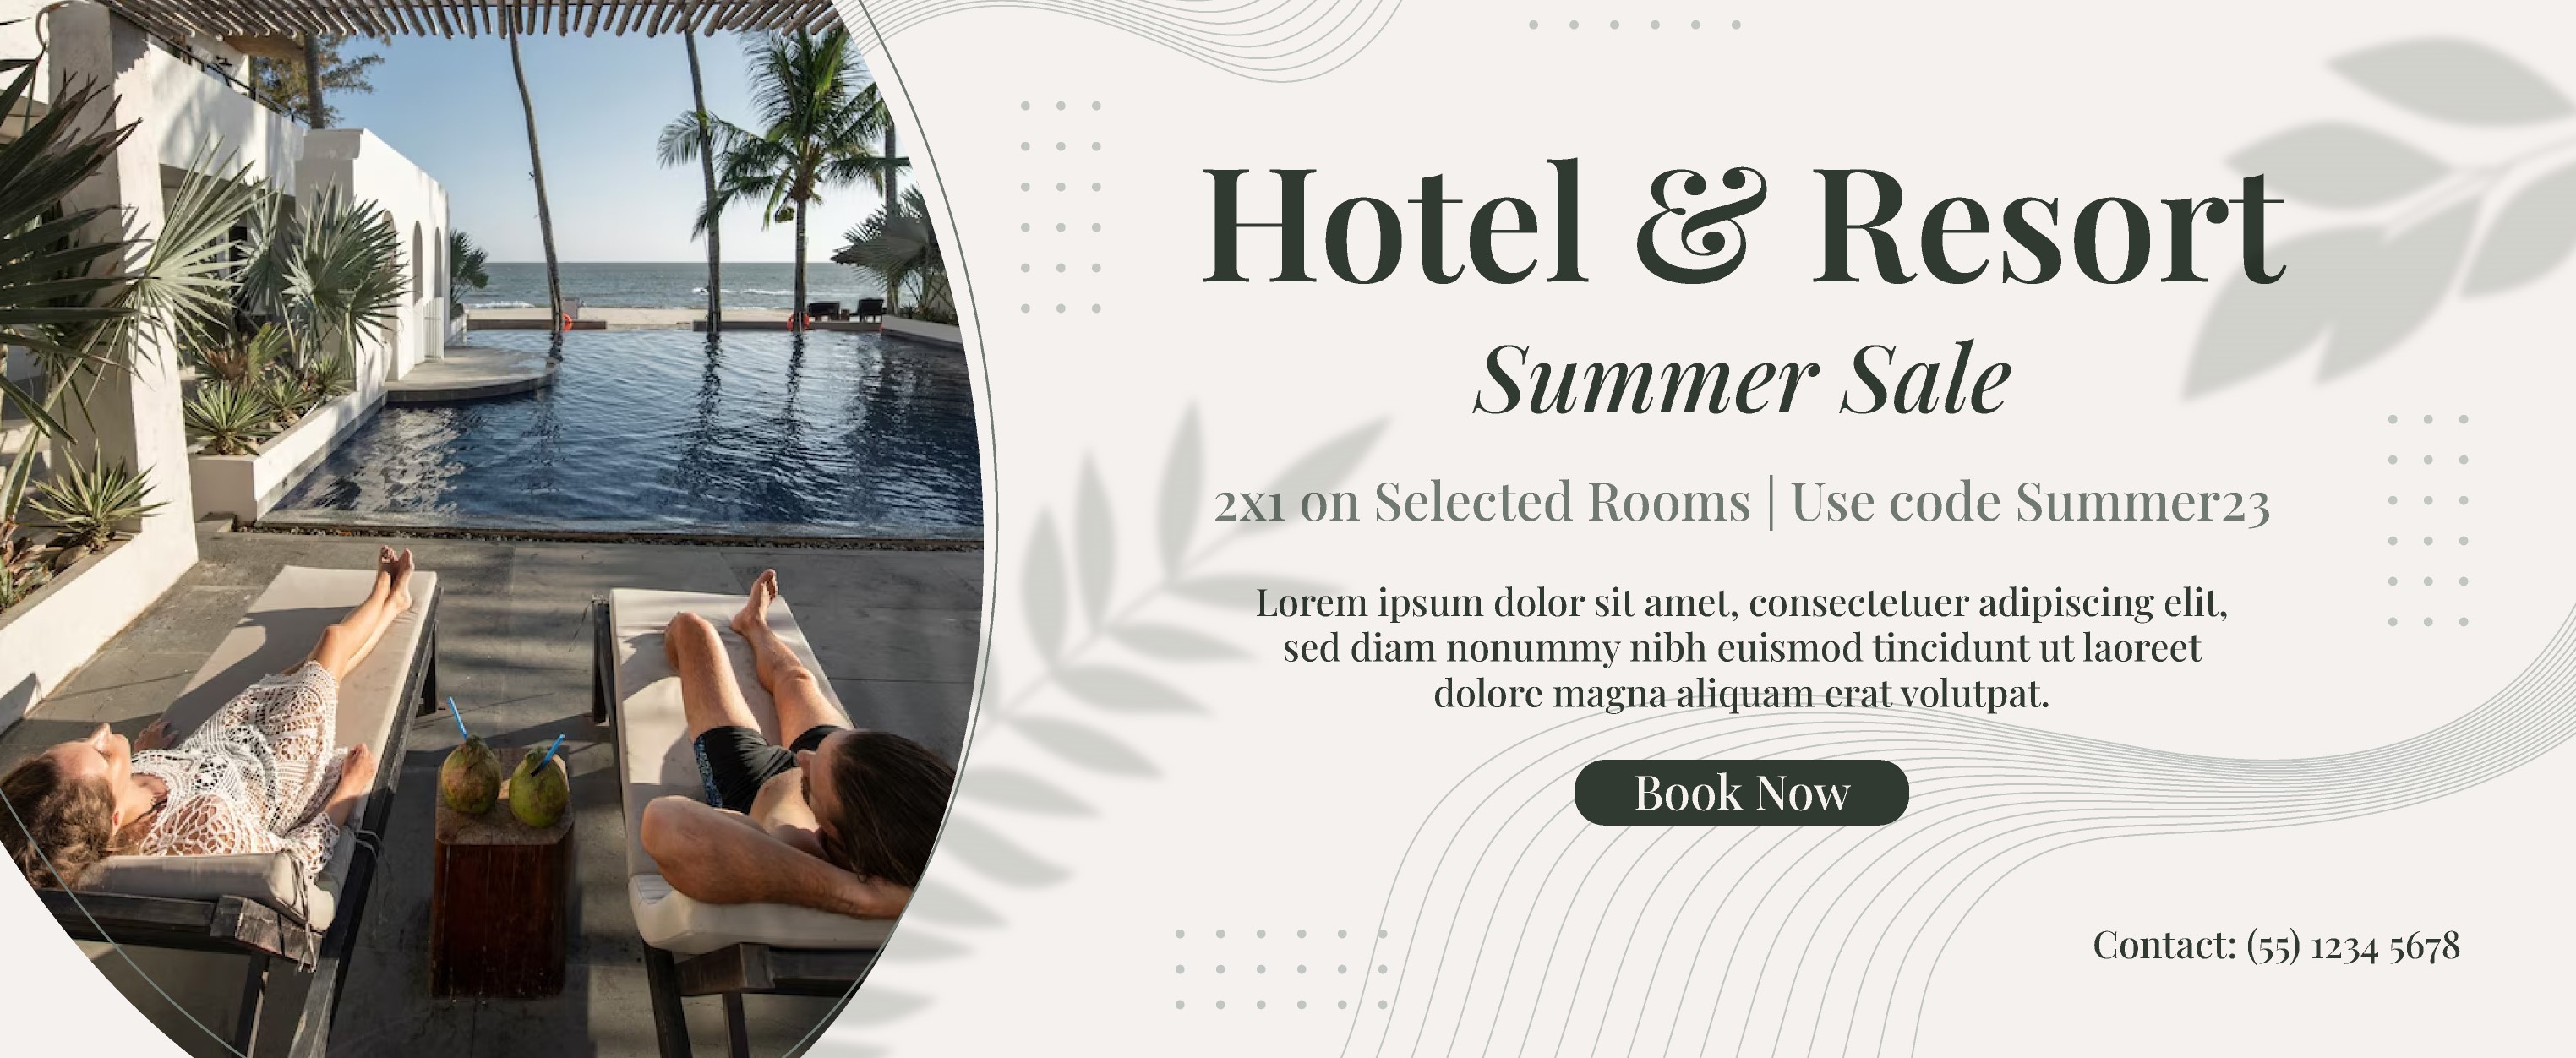 Hotel & Resort
Summer Sale
2x1 on Selected Rooms | Use code Summer23
Lorem ipsum dolor sit amet, consectetuer adipiscing elit,
sed diam nonummy nibh euismod tincidunt ut laoreet
dolore magna aliquam erat volutpat.
Book Now
Contact: (55) 1234 5678